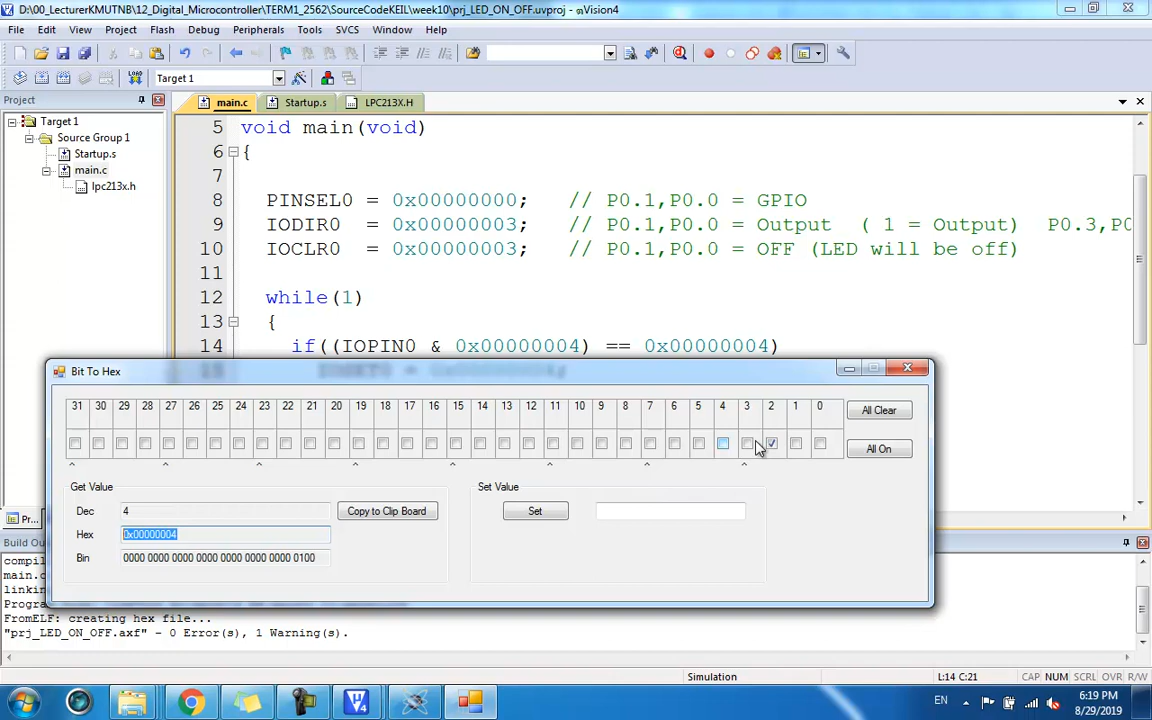 D:\00_LecturerKMUTNB\12_Digital_Microcontroller\TERM1_2562\SourceCodeKEIL\week10\prj_LED_ON_OFF.uvproj - µVision4
File Edit View Project Flash Debug Peripherals Tools SVCS Window Help
Target 1
Project
main.c Startup.s LPC213X.H
Target 1
Source Group 1
Startup.s
main.c
lpc213x.h
5 void main(void)
6 {
7
8 PINSEL0 = 0x00000000; // P0.1,P0.0 = GPIO
9 IODIR0 = 0x00000003; // P0.1,P0.0 = Output ( 1 = Output) P0.3,P0
10 IOCLR0 = 0x00000003; // P0.1,P0.0 = OFF (LED will be off)
11
12 while(1)
13 {
14 if((IOPIN0 & 0x00000004) == 0x00000004)
Bit To Hex
31 30 29 28 27 26 25 24 23 22 21 20 19 18 17 16 15 14 13 12 11 10 9 8 7 6 5 4 3 2 1 0
All Clear
All On
Get Value
Dec 4
Copy to Clip Board
Hex 0x00000004
Bin 0000 0000 0000 0000 0000 0000 0000 0100
Set Value
Set
Pr...
Build Ou
compil
main.c
linkin
Progra
FromELF: creating hex file...
"prj_LED_ON_OFF.axf" - 0 Error(s), 1 Warning(s).
Simulation L:14 C:21 CAP NUM SCRL OVR R/W
EN
6:19 PM
8/29/2019